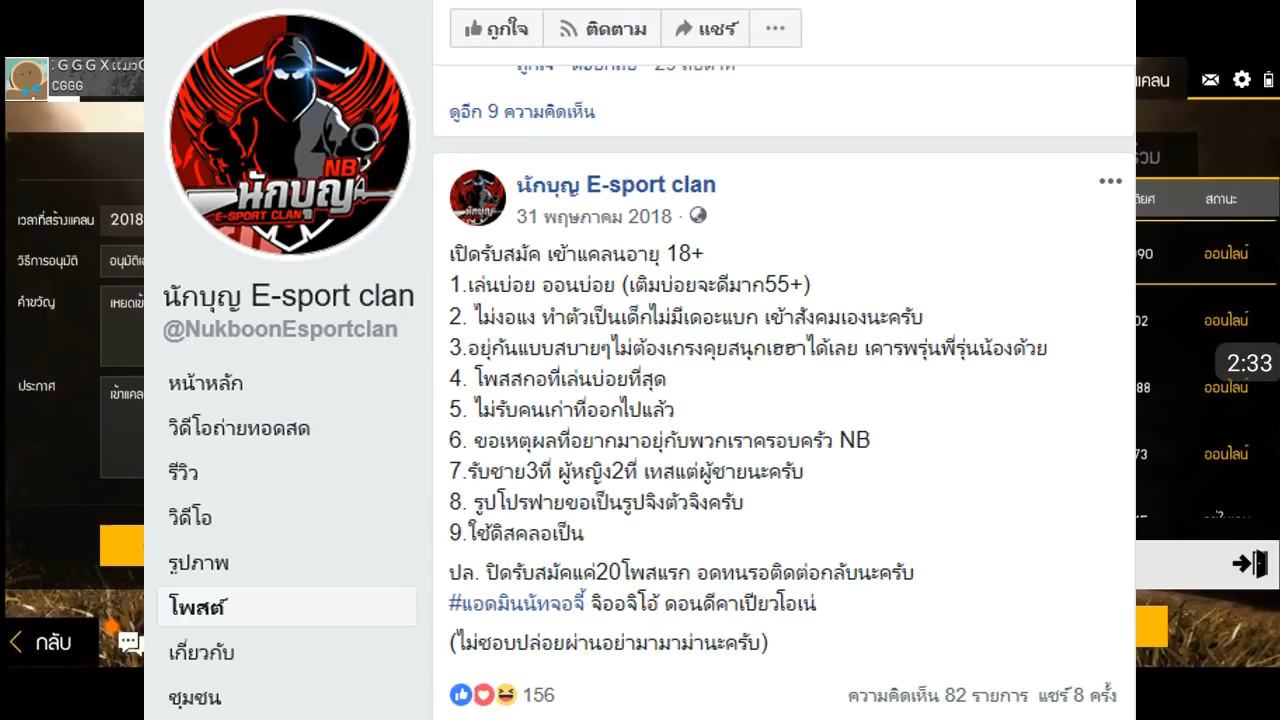 ถูกใจ ติดตาม แชร์
ดูอีก 9 ความคิดเห็น
: G G G X
CGGG
แคลน
NB
นักบุญ
E-SPORT CLAN
นักบุญ E-sport clan
31 พฤษภาคม 2018 ·
เวลาที่สร้างแคลน 2018
สถานะ
เปิดรับสมัค เข้าแคลนอายุ 18+
วิธีการอนุมัติ อนุมัติ
90 ออนไลน์
1.เล่นบ่อย ออนบ่อย (เติมบ่อยจะดีมาก55+)
นักบุญ E-sport clan
@NukboonEsportclan
คำขวัญ เหยดเข้
2. ไม่งอแง ทำตัวเป็นเด็กไม่มีเดอะแบก เข้าสังคมเองนะครับ
02 ออนไลน์
3.อยู่กันแบบสบายๆไม่ต้องเกรงคุยสนุกเฮฮาได้เลย เคารพรุ่นพี่รุ่นน้องด้วย
2:33
หน้าหลัก
ประกาศ เข้าแคล
4. โพสสกอที่เล่นบ่อยที่สุด
88 ออนไลน์
5. ไม่รับคนเก่าที่ออกไปแล้ว
วิดีโอถ่ายทอดสด
6. ขอเหตุผลที่อยากมาอยู่กับพวกเราครอบครัว NB
73 ออนไลน์
รีวิว
7.รับชาย3ที่ ผู้หญิง2ที่ เทสแต่ผู้ชายนะครับ
8. รูปโปรฟายขอเป็นรูปจิงตัวจิงครับ
วิดีโอ
9.ใช้ดิสคลอเป็น
รูปภาพ
ปล. ปิดรับสมัคแค่20โพสแรก อดทนรอติดต่อกลับนะครับ
โพสต์
#แอดมินนัทจอจี้ จิออจิโอ้ ดอนดีคาเปียวโอเน่
กลับ
(ไม่ชอบปล่อยผ่านอย่ามามาม่านะครับ)
เกี่ยวกับ
ชุมชน
156 ความคิดเห็น 82 รายการ แชร์ 8 ครั้ง